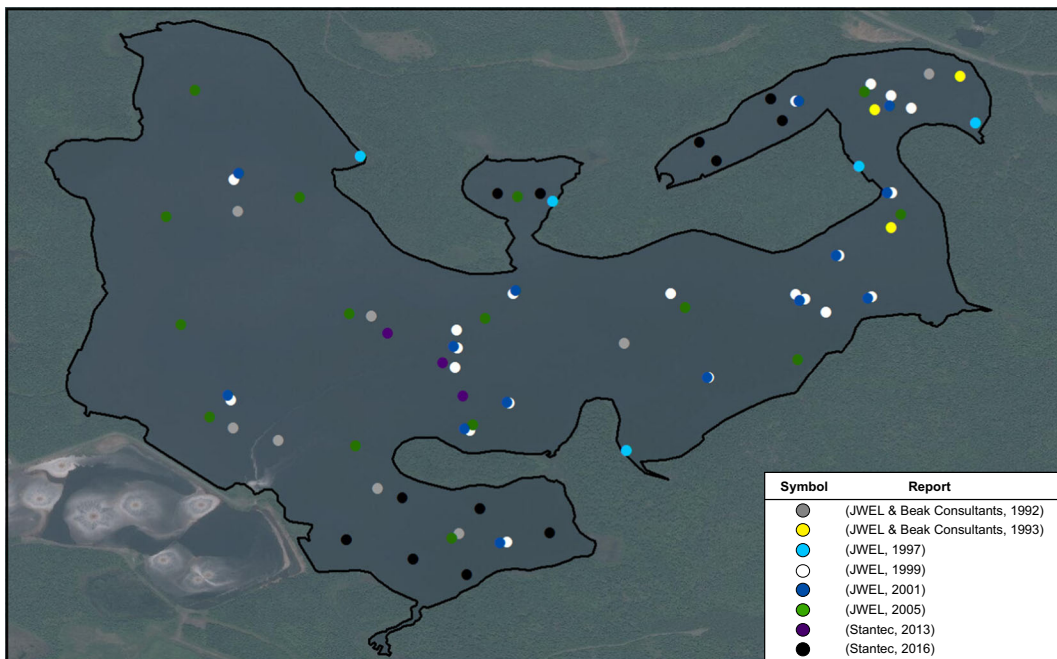 Symbol Report
(JWEL & Beak Consultants, 1992)
(JWEL & Beak Consultants, 1993)
(JWEL, 1997)
(JWEL, 1999)
(JWEL, 2001)
(JWEL, 2005)
(Stantec, 2013)
(Stantec, 2016)